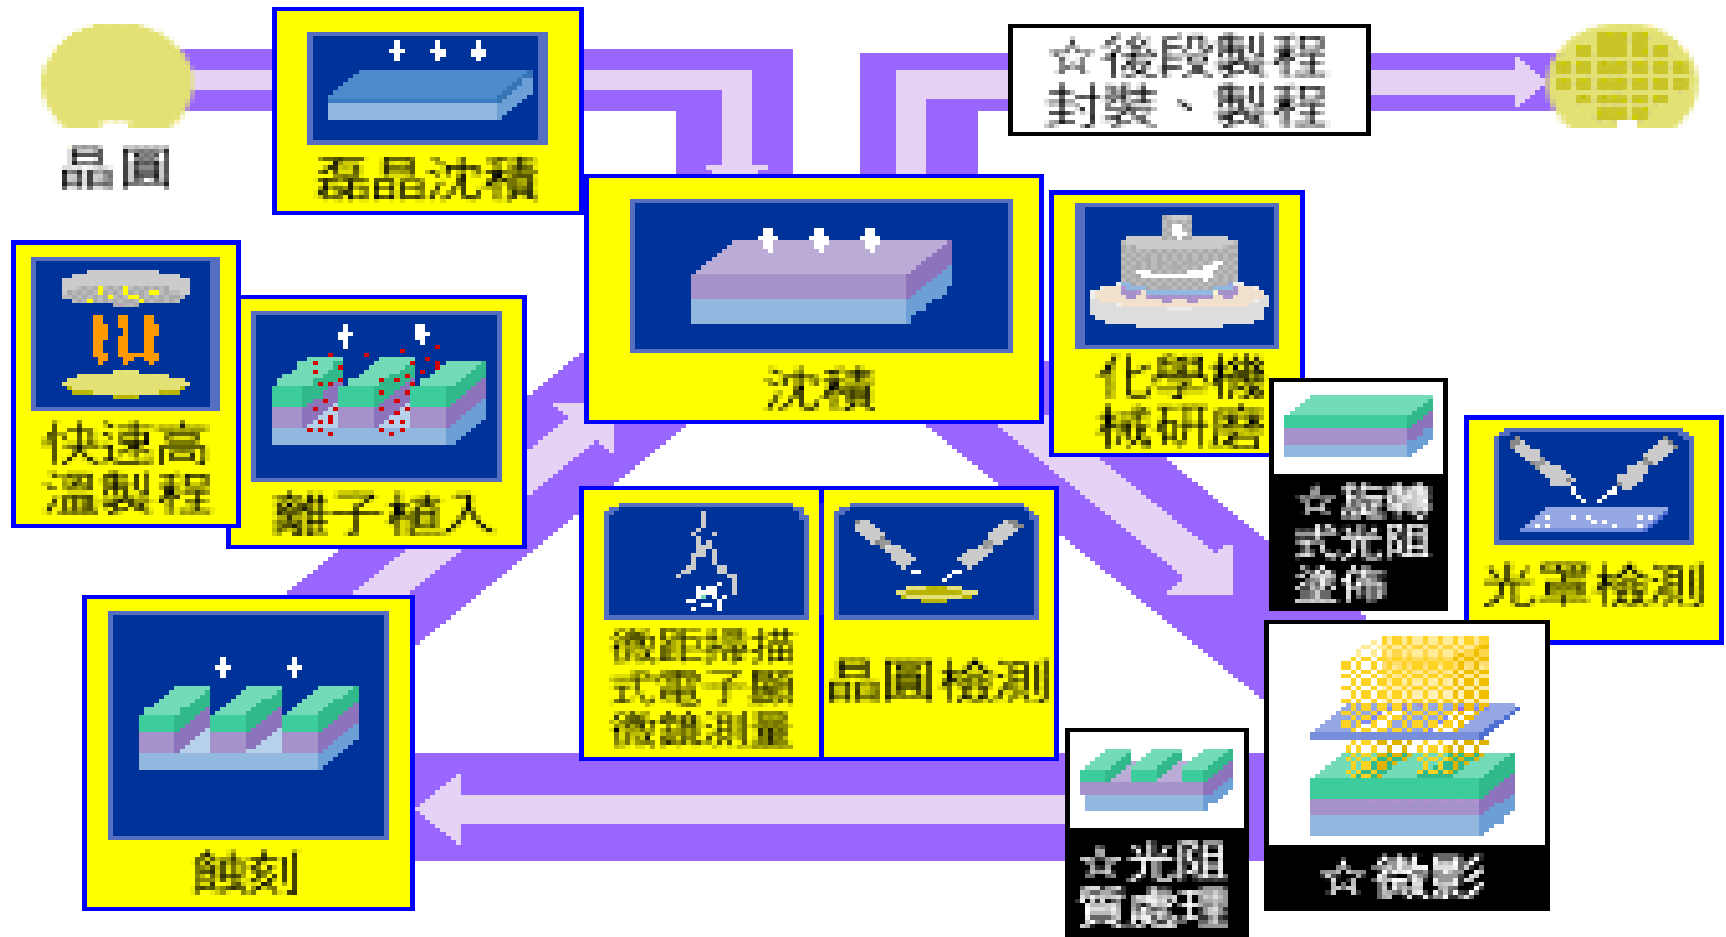 晶圓
磊晶沈積
☆後段製程
封裝、製程
快速高
溫製程
離子植入
沈積
化學機
械研磨
☆旋轉
式光阻
塗佈
光罩檢測
微距掃描
式電子顯
微鏡測量
晶圓檢測
蝕刻
☆光阻
質處理
☆微影